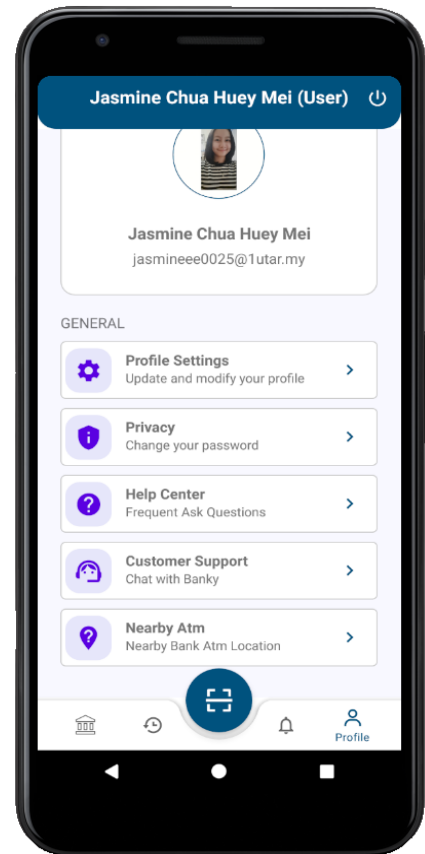 Jasmine Chua Huey Mei (User)
Jasmine Chua Huey Mei
jasmineee0025@1utar.my
GENERAL
Profile Settings
Update and modify your profile
Privacy
Change your password
Help Center
Frequent Ask Questions
Customer Support
Chat with Banky
Nearby Atm
Nearby Bank Atm Location
Profile